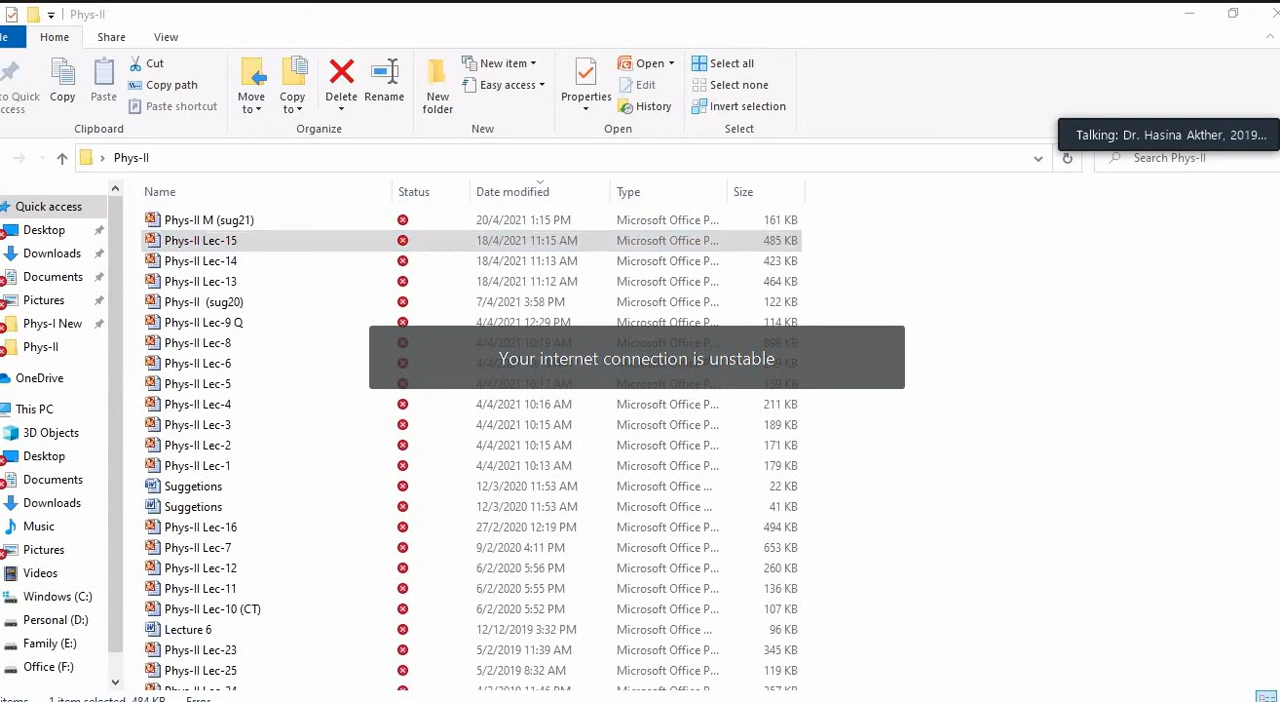 Phys-II
Home Share View
Cut
Copy path
Paste shortcut
Copy Paste
Clipboard
Move to Copy to Delete Rename
Organize
New folder
New item
Easy access
New
Properties
Open
Edit
History
Open
Select all
Select none
Invert selection
Select
Talking: Dr. Hasina Akther, 2019...
Phys-II
Search Phys-II
Name Status Date modified Type Size
Quick access
Desktop
Downloads
Documents
Pictures
Phys-I New
Phys-II
OneDrive
This PC
3D Objects
Desktop
Documents
Downloads
Music
Pictures
Videos
Windows (C:)
Personal (D:)
Family (E:)
Office (F:)
Phys-II M (sug21) 20/4/2021 1:15 PM Microsoft Office P... 161 KB
Phys-II Lec-15 18/4/2021 11:15 AM Microsoft Office P... 485 KB
Phys-II Lec-14 18/4/2021 11:13 AM Microsoft Office P... 423 KB
Phys-II Lec-13 18/4/2021 11:12 AM Microsoft Office P... 464 KB
Phys-II (sug20) 7/4/2021 3:58 PM Microsoft Office P... 122 KB
Phys-II Lec-9 Q 4/4/2021 12:29 PM Microsoft Office P... 114 KB
Phys-II Lec-8
Your internet connection is unstable
Phys-II Lec-6
Phys-II Lec-5
Phys-II Lec-4 4/4/2021 10:16 AM Microsoft Office P... 211 KB
Phys-II Lec-3 4/4/2021 10:15 AM Microsoft Office P... 189 KB
Phys-II Lec-2 4/4/2021 10:15 AM Microsoft Office P... 171 KB
Phys-II Lec-1 4/4/2021 10:13 AM Microsoft Office P... 179 KB
Suggetions 12/3/2020 11:53 AM Microsoft Office ... 22 KB
Suggetions 12/3/2020 11:53 AM Microsoft Office ... 41 KB
Phys-II Lec-16 27/2/2020 12:19 PM Microsoft Office P... 494 KB
Phys-II Lec-7 9/2/2020 4:11 PM Microsoft Office P... 653 KB
Phys-II Lec-12 6/2/2020 5:56 PM Microsoft Office P... 260 KB
Phys-II Lec-11 6/2/2020 5:55 PM Microsoft Office P... 136 KB
Phys-II Lec-10 (CT) 6/2/2020 5:52 PM Microsoft Office P... 107 KB
Lecture 6 12/12/2019 3:32 PM Microsoft Office ... 96 KB
Phys-II Lec-23 5/2/2019 11:39 AM Microsoft Office P... 345 KB
Phys-II Lec-25 5/2/2019 8:32 AM Microsoft Office P... 119 KB